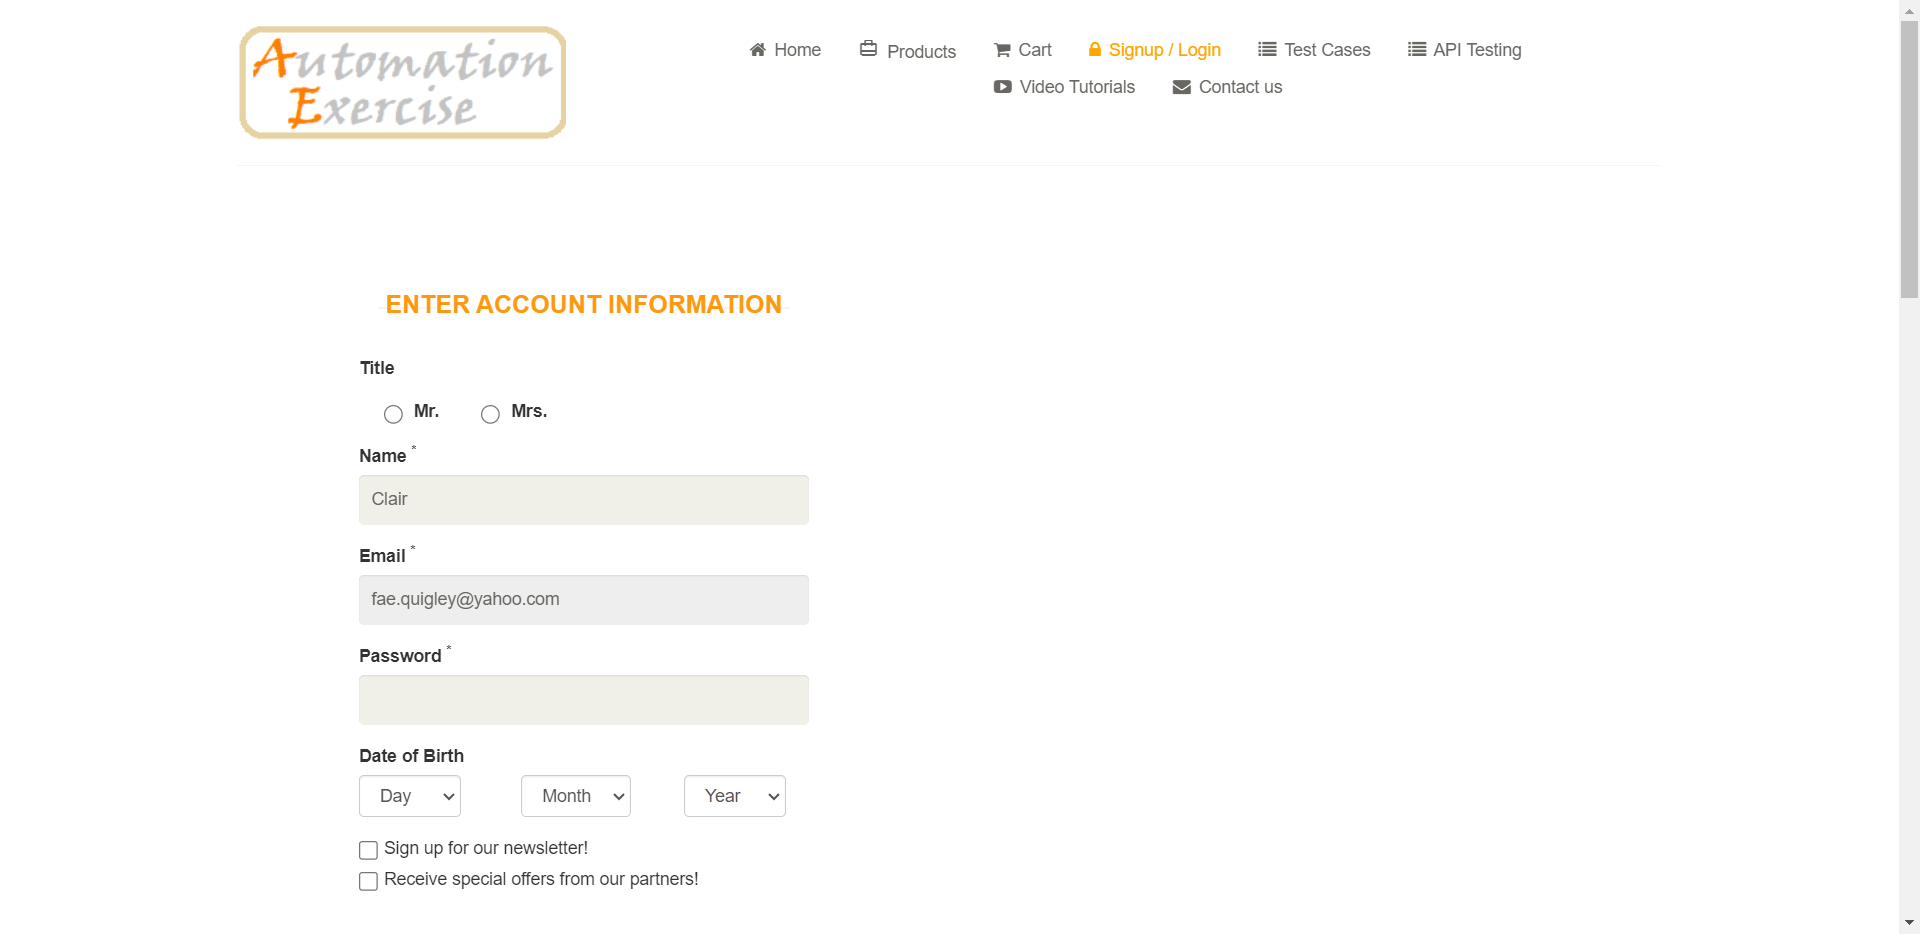 Automation
Exercise
Home
Products
Cart
Signup / Login
Test Cases
API Testing
Video Tutorials
Contact us
ENTER ACCOUNT INFORMATION
Title
Mr.
Mrs.
Name *
Clair
Email *
fae.quigley@yahoo.com
Password *
Date of Birth
Day
Month
Year
Sign up for our newsletter!
Receive special offers from our partners!